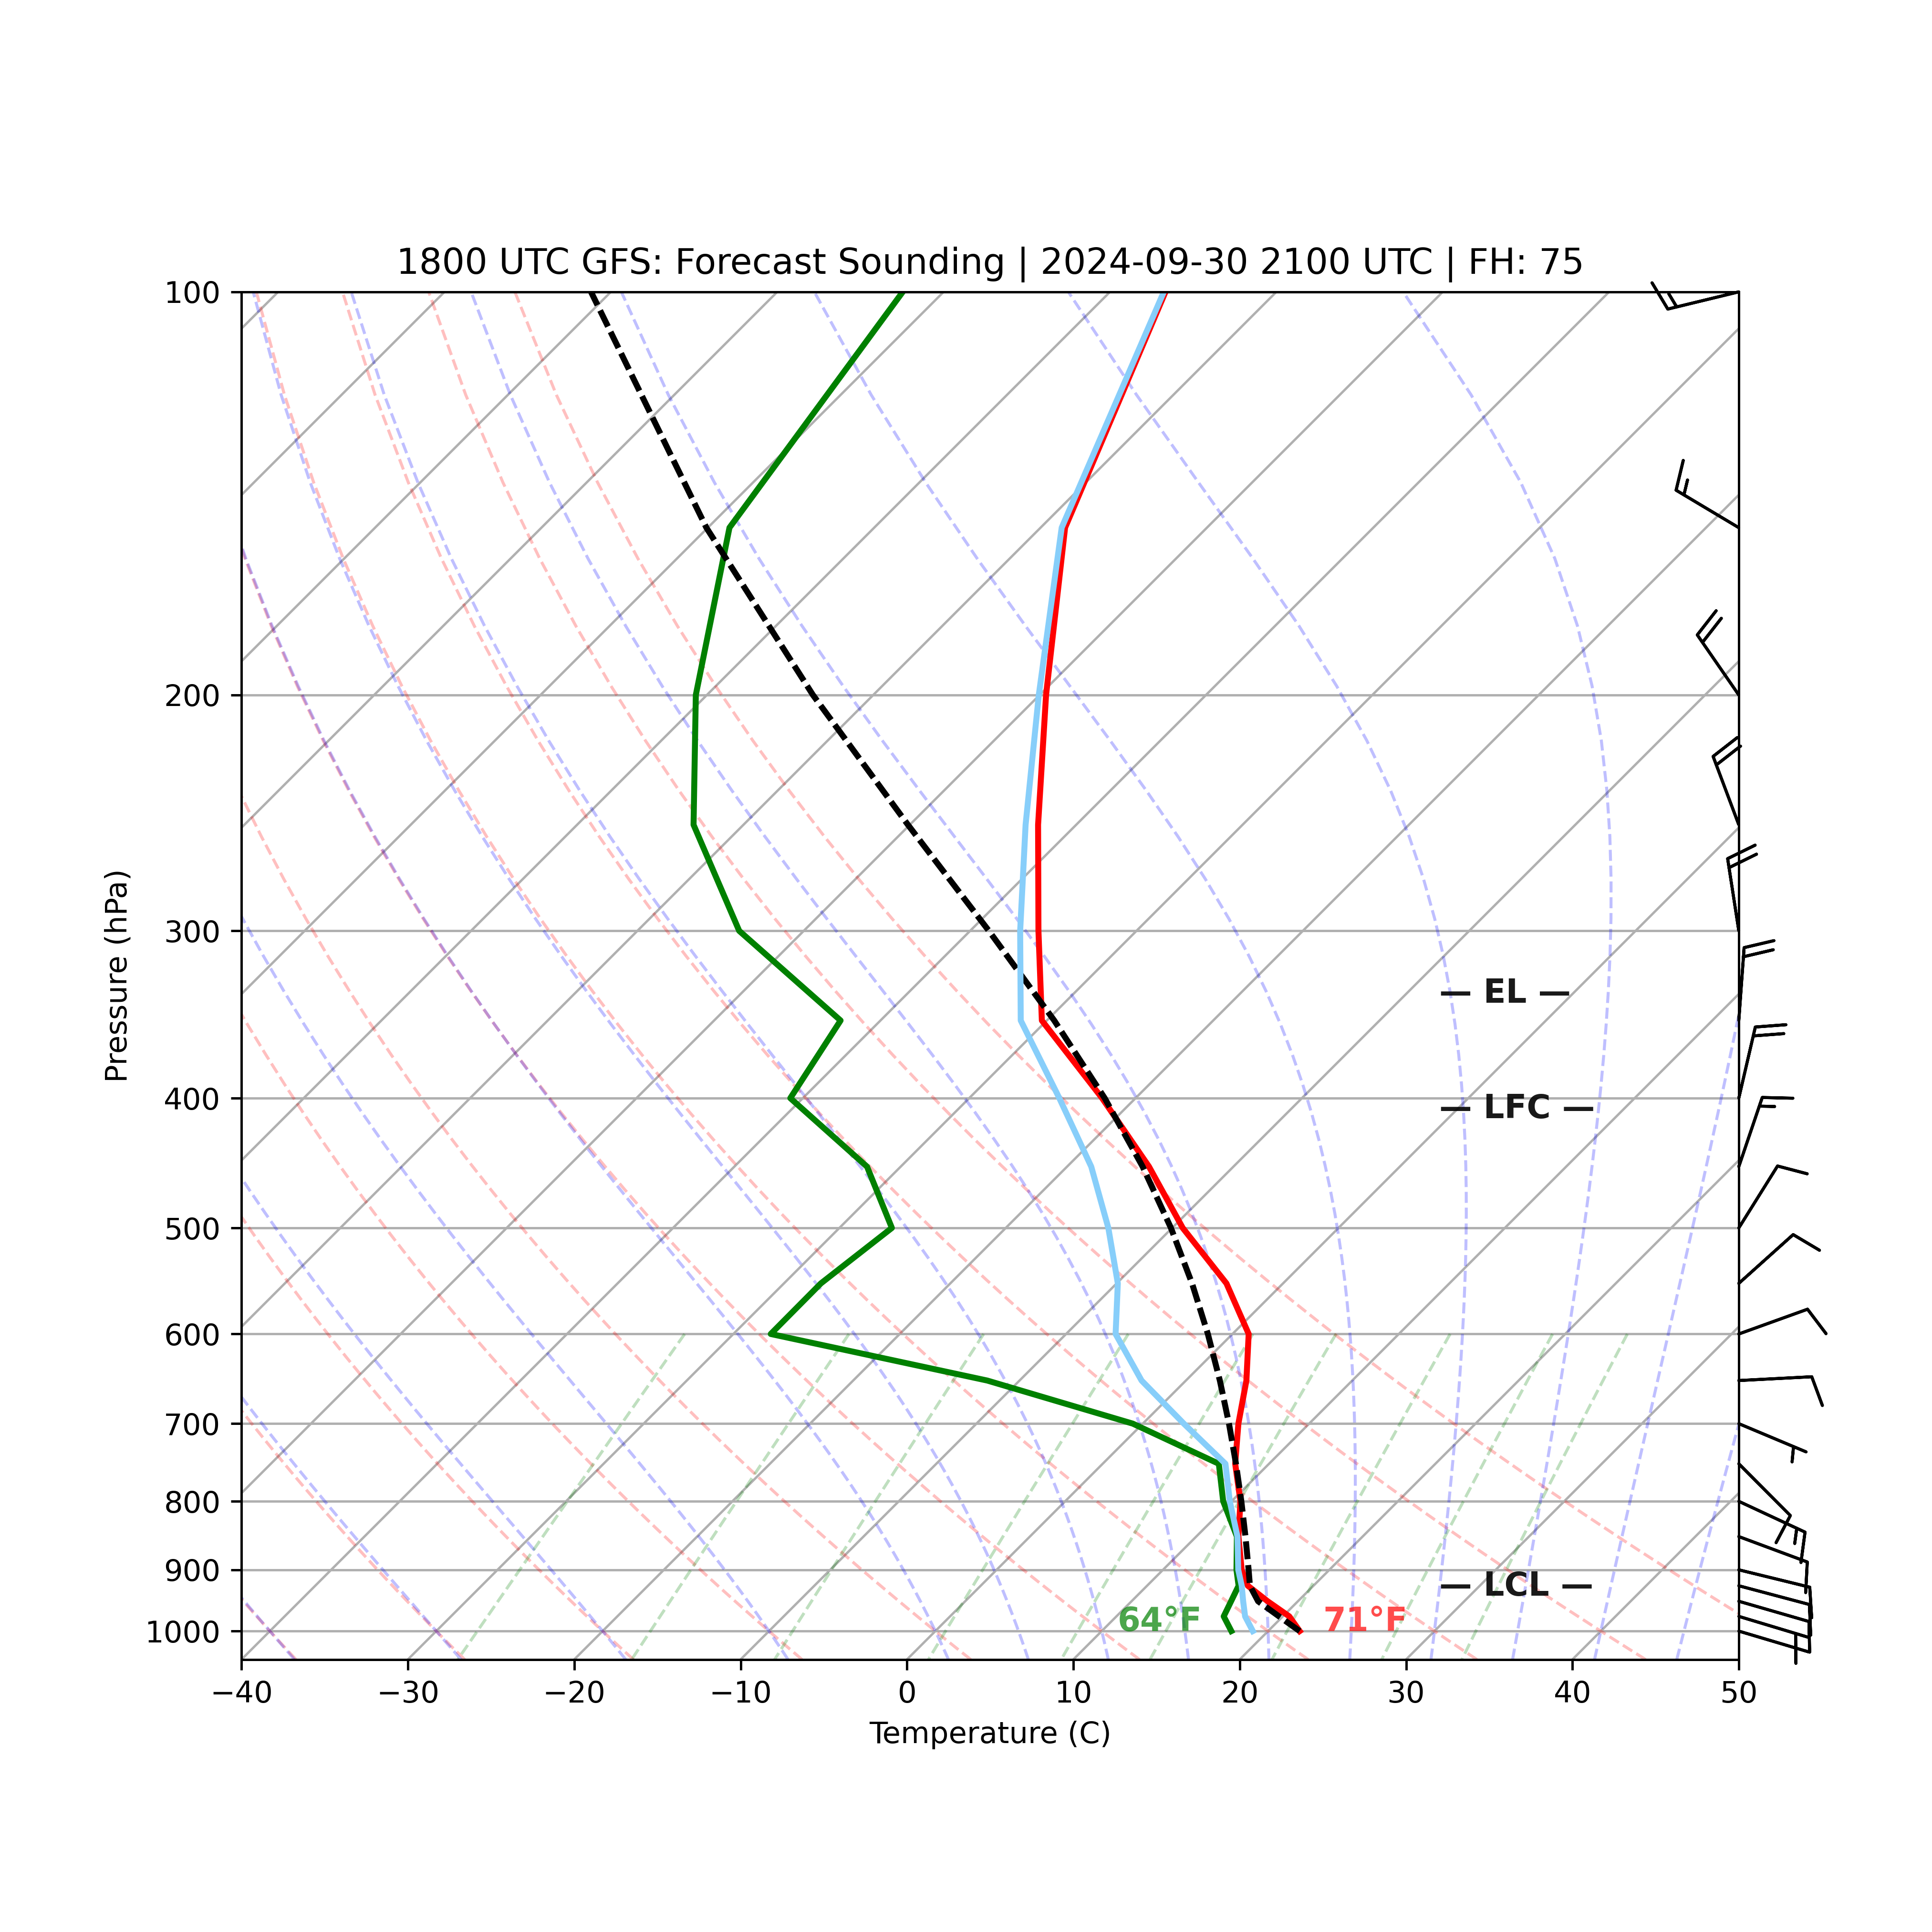 1800 UTC GFS: Forecast Sounding | 2024-09-30 2100 UTC | FH: 75
100
200
300
400
500
600
700
800
900
1000
Pressure (hPa)
— EL —
— LFC —
— LCL —
64°F
71°F
−40 −30 −20 −10 0 10 20 30 40 50
Temperature (C)